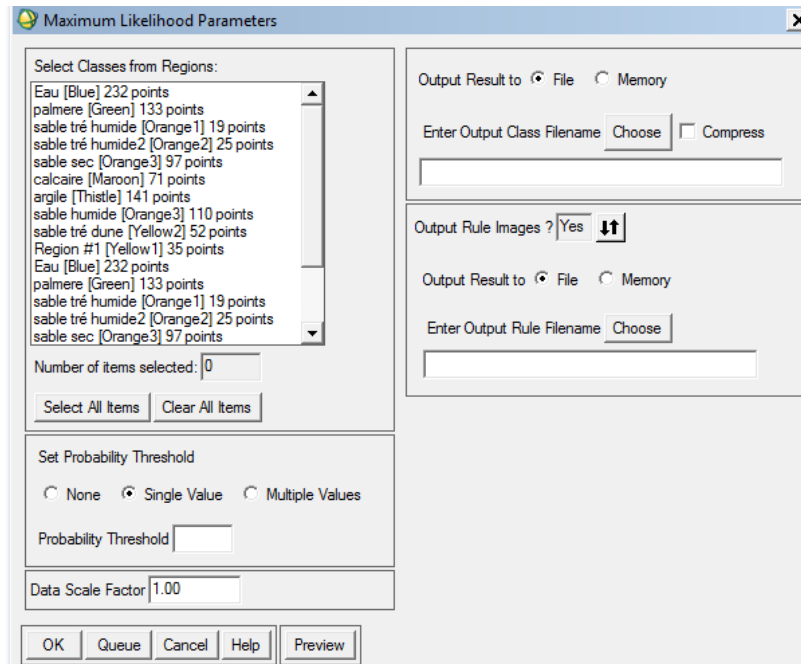 Maximum Likelihood Parameters
Select Classes from Regions:
Eau [Blue] 232 points
palmere [Green] 133 points
sable tré humide [Orange1] 19 points
sable tré humide2 [Orange2] 25 points
sable sec [Orange3] 97 points
calcaire [Maroon] 71 points
argile [Thistle] 141 points
sable humide [Orange3] 110 points
sable tré dune [Yellow2] 52 points
Region #1 [Yellow1] 35 points
Eau [Blue] 232 points
palmere [Green] 133 points
sable tré humide [Orange1] 19 points
sable tré humide2 [Orange2] 25 points
sable sec [Orange3] 97 points
Number of items selected: 0
Select All Items Clear All Items
Set Probability Threshold
None Single Value Multiple Values
Probability Threshold
Data Scale Factor 1.00
OK Queue Cancel Help Preview
Output Result to File Memory
Enter Output Class Filename Choose Compress
Output Rule Images ? Yes
Output Result to File Memory
Enter Output Rule Filename Choose